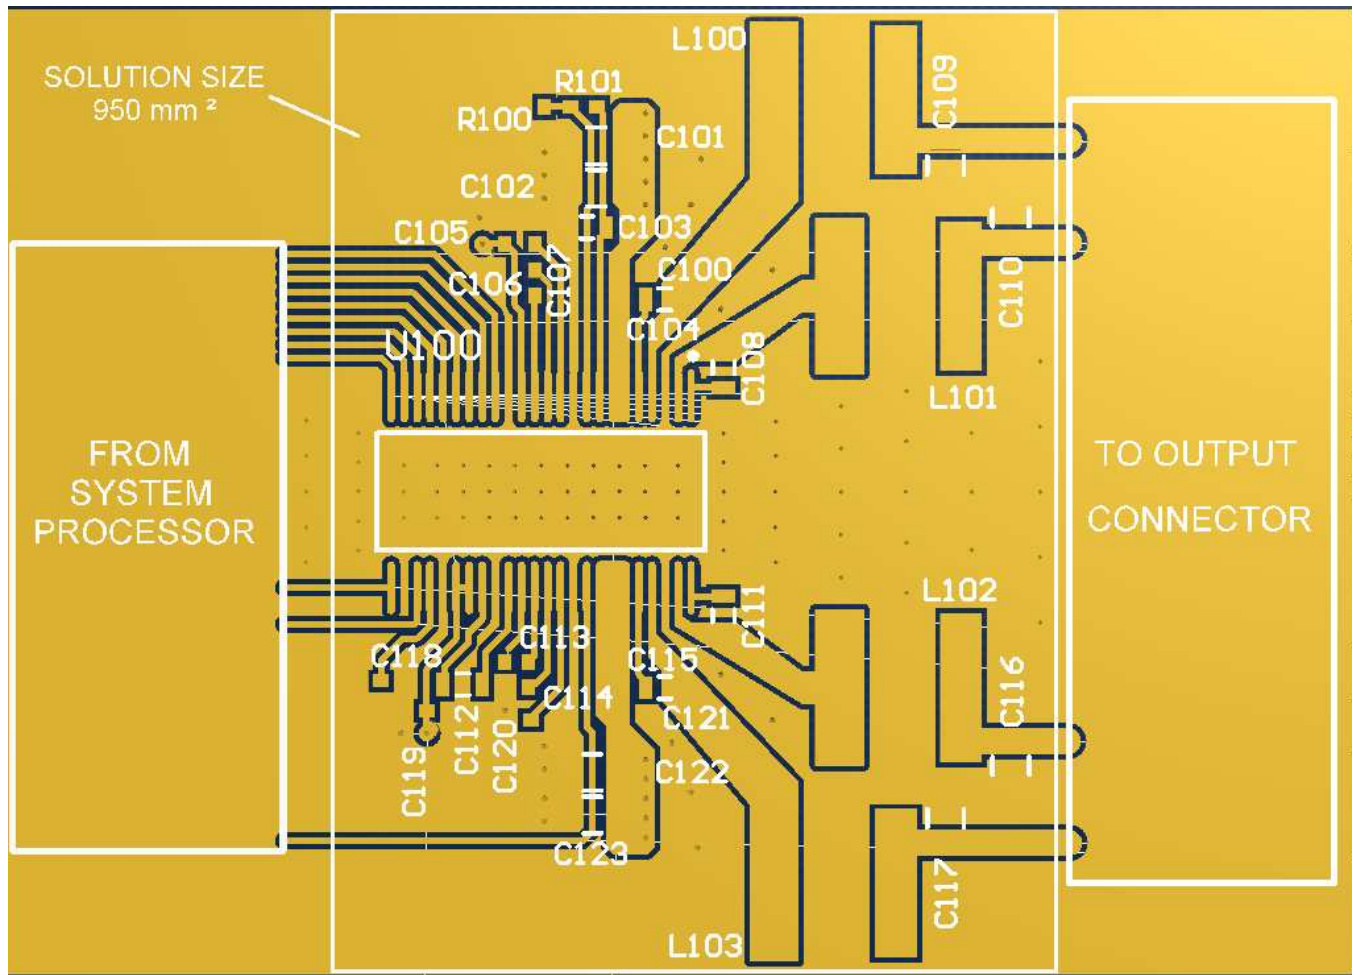 L100
SOLUTION SIZE
950 mm ²
R101
C109
R100
C101
C102
C105
C103
C107
C106
C100
C110
C104
U100
C108
L101
FROM
SYSTEM
PROCESSOR
TO OUTPUT
CONNECTOR
L102
C111
C118
C113
C115
C116
C114
C112
C120
C121
C119
C122
C123
C117
L103